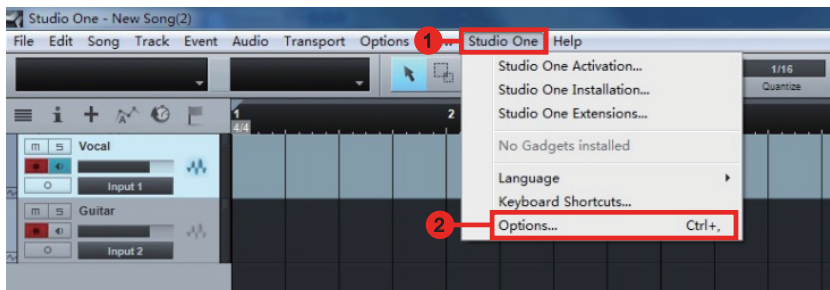 Studio One - New Song(2)
File Edit Song Track Event Audio Transport Options 1 Studio One Help
Studio One Activation...
1/16
Quantize
Studio One Installation...
Studio One Extensions...
1 2
4/4
No Gadgets installed
m s Vocal
Input 1
Language
Keyboard Shortcuts...
m s Guitar
2 Options... Ctrl+,
Input 2